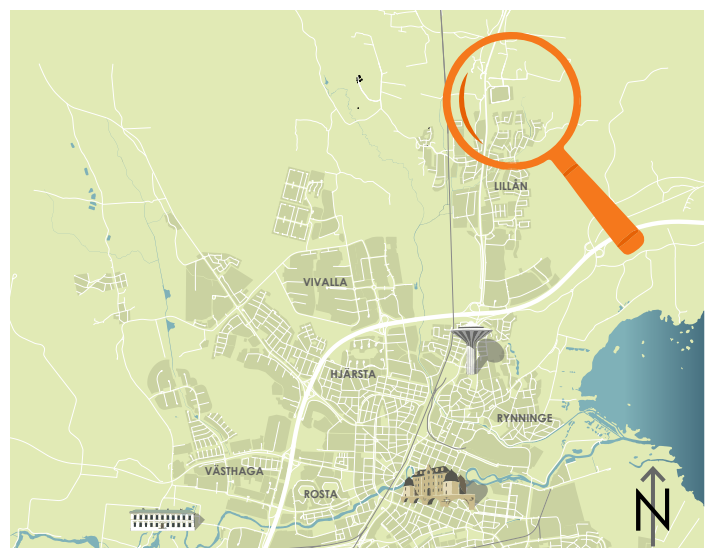 LILLÅN
VIVALLA
HJÄRSTA
RYNNINGE
VÄSTHAGA
ROSTA
N